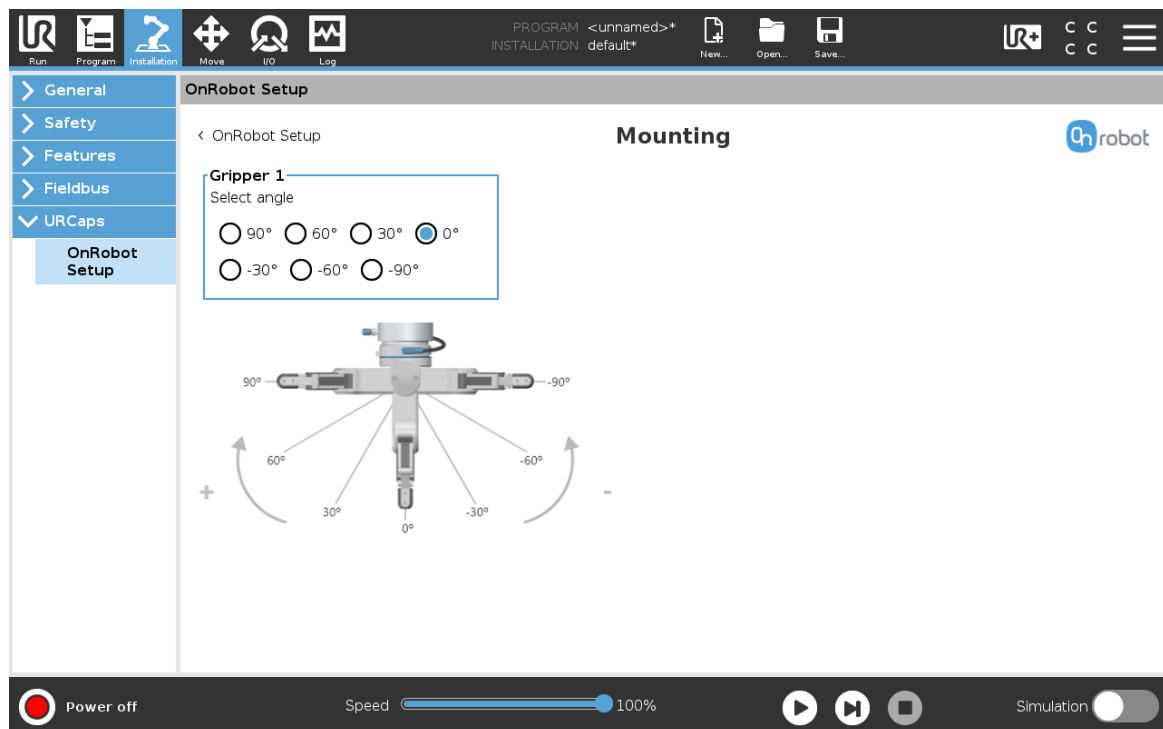 PROGRAM <unnamed>*
INSTALLATION default*
Run Program Installation Move I/O Log New... Open... Save...
UR+
C C
C C
General
OnRobot Setup
Safety
Features
Fieldbus
URCaps
OnRobot
Setup
< OnRobot Setup
Mounting
On robot
Gripper 1
Select angle
90° 60° 30° 0°
-30° -60° -90°
90° -90°
60° -60°
+ -
30° -30°
0°
Power off
Speed 100%
Simulation